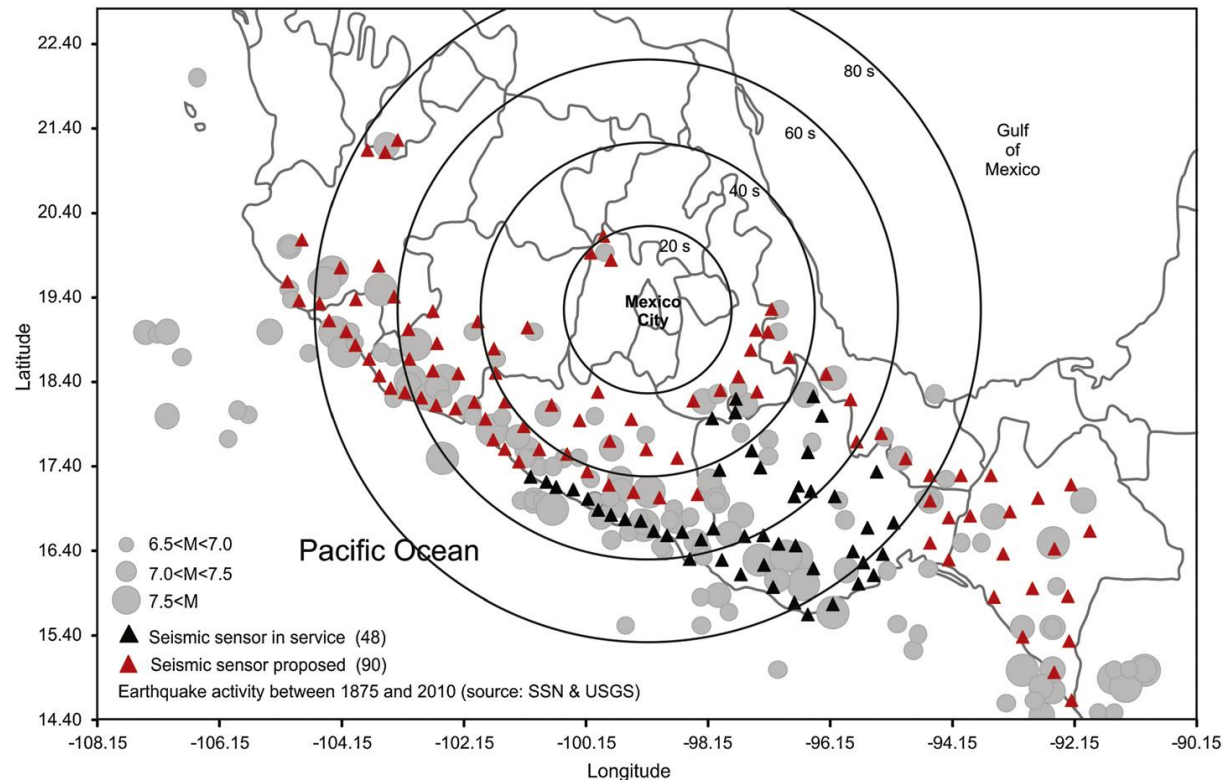 22.40
21.40
20.40
19.40
18.40
17.40
16.40
15.40
14.40
Latitude
80 s
60 s
40 s
20 s
Gulf
of
Mexico
Mexico
City
Pacific Ocean
6.5<M<7.0
7.0<M<7.5
7.5<M
Seismic sensor in service (48)
Seismic sensor proposed (90)
Earthquake activity between 1875 and 2010 (source: SSN & USGS)
-108.15 -106.15 -104.15 -102.15 -100.15 -98.15 -96.15 -94.15 -92.15 -90.15
Longitude